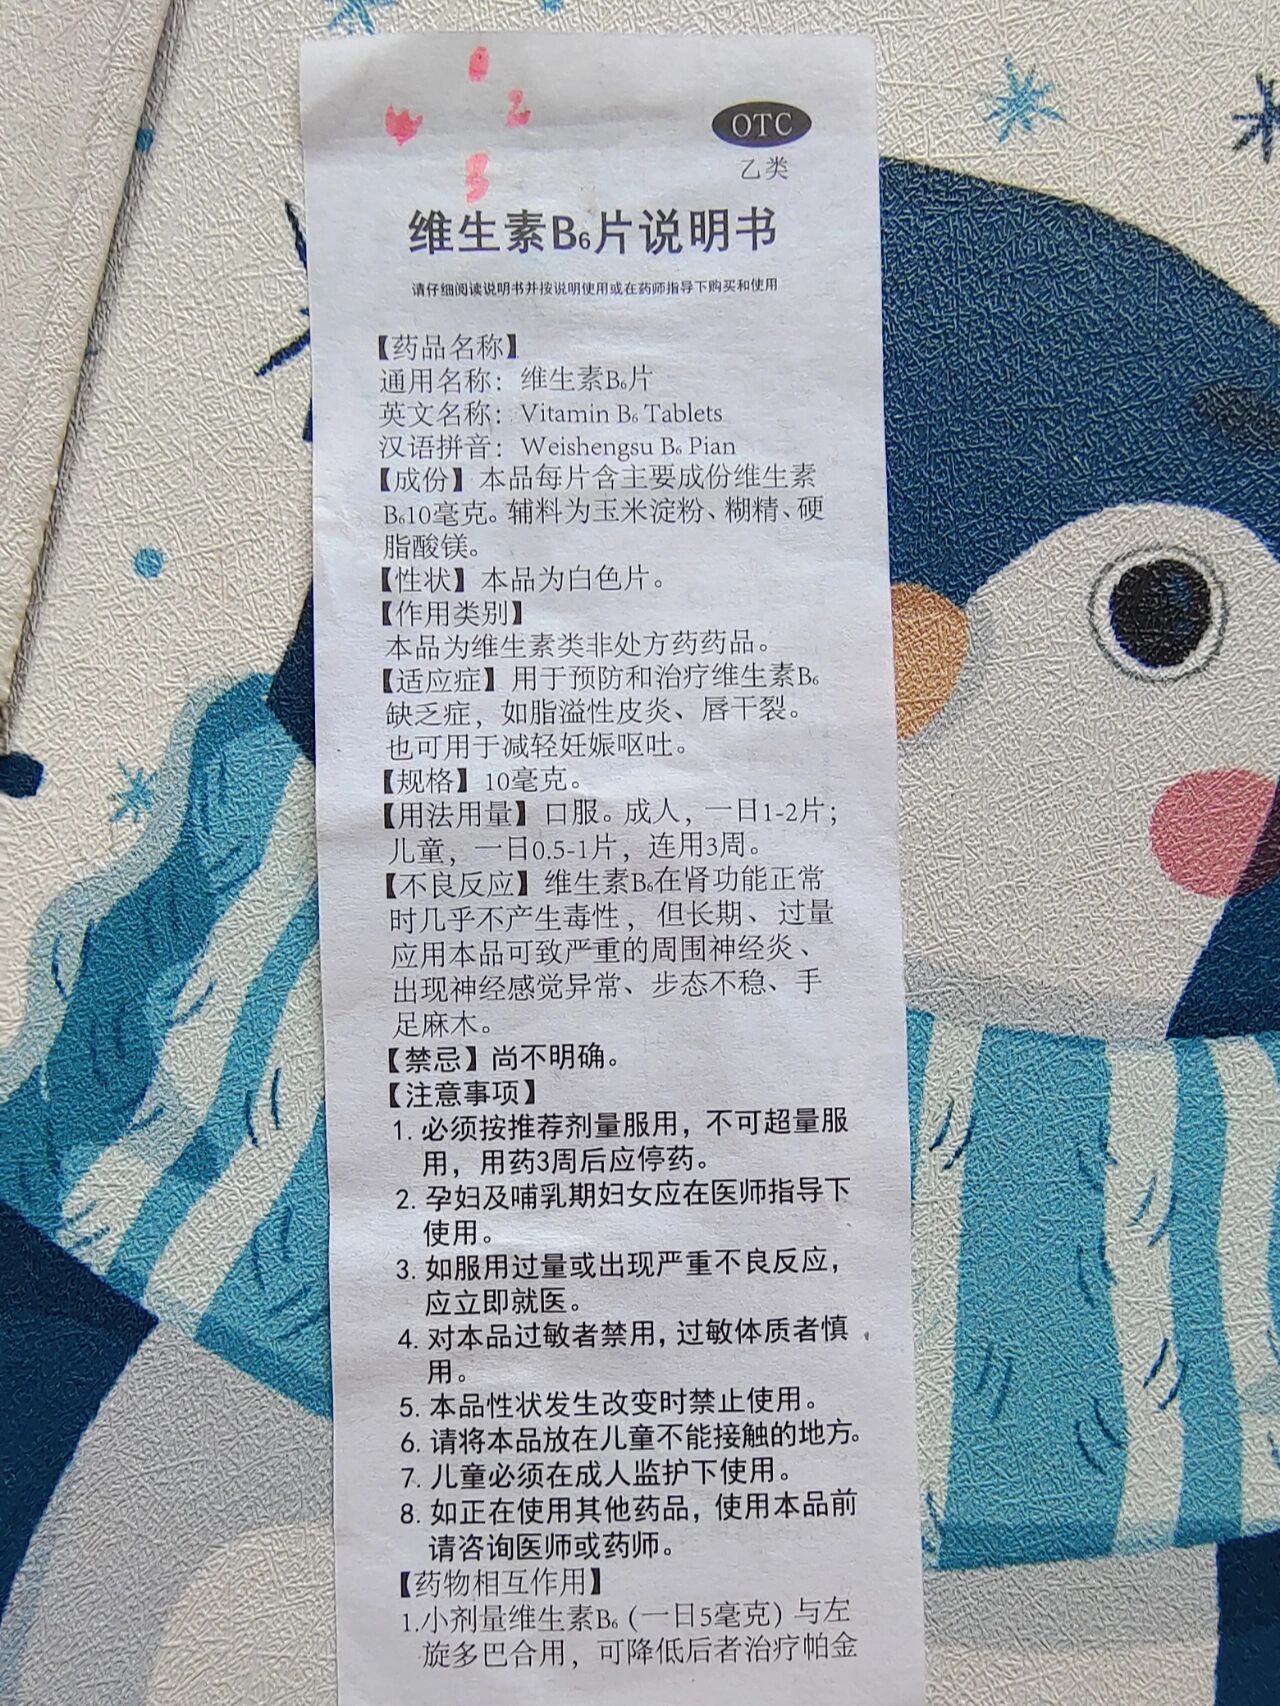 OTC
乙类
维生素B₆片说明书
请仔细阅读说明书并按说明使用或在药师指导下购买和使用
【药品名称】
通用名称：维生素B₆片
英文名称：Vitamin B₆ Tablets
汉语拼音：Weishengsu B₆ Pian
【成份】本品每片含主要成份维生素
B₆10毫克。辅料为玉米淀粉、糊精、硬
脂酸镁。
【性状】本品为白色片。
【作用类别】
本品为维生素类非处方药药品。
【适应症】用于预防和治疗维生素B₆
缺乏症，如脂溢性皮炎、唇干裂。
也可用于减轻妊娠呕吐。
【规格】10毫克。
【用法用量】口服。成人，一日1-2片；
儿童，一日0.5-1片，连用3周。
【不良反应】维生素B₆在肾功能正常
时几乎不产生毒性，但长期、过量
应用本品可致严重的周围神经炎、
出现神经感觉异常、步态不稳、手
足麻木。
【禁忌】尚不明确。
【注意事项】
1. 必须按推荐剂量服用，不可超量服
用，用药3周后应停药。
2. 孕妇及哺乳期妇女应在医师指导下
使用。
3. 如服用过量或出现严重不良反应，
应立即就医。
4. 对本品过敏者禁用，过敏体质者慎
用。
5. 本品性状发生改变时禁止使用。
6. 请将本品放在儿童不能接触的地方。
7. 儿童必须在成人监护下使用。
8. 如正在使用其他药品，使用本品前
请咨询医师或药师。
【药物相互作用】
1.小剂量维生素B₆（一日5毫克）与左
旋多巴合用，可降低后者治疗帕金